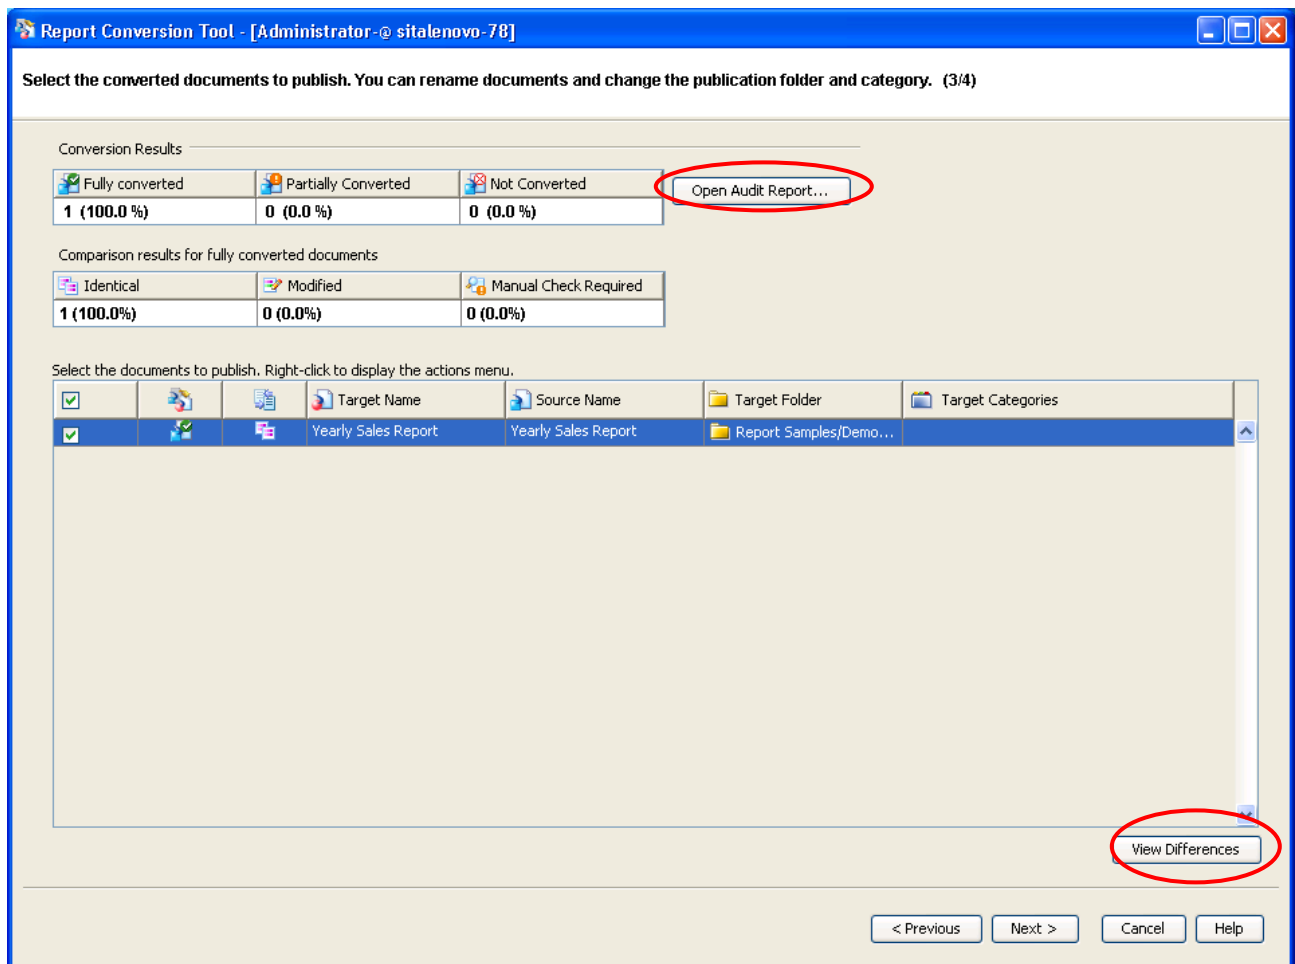 Report Conversion Tool - [Administrator-@ sitalenovo-78]
Select the converted documents to publish. You can rename documents and change the publication folder and category. (3/4)
Conversion Results
Fully converted Partially Converted Not Converted
Open Audit Report...
1 (100.0 %) 0 (0.0 %) 0 (0.0 %)
Comparison results for fully converted documents
Identical Modified Manual Check Required
1 (100.0%) 0 (0.0%) 0 (0.0%)
Select the documents to publish. Right-click to display the actions menu.
Target Name Source Name Target Folder Target Categories
Yearly Sales Report Yearly Sales Report Report Samples/Demo...
View Differences
< Previous Next > Cancel Help